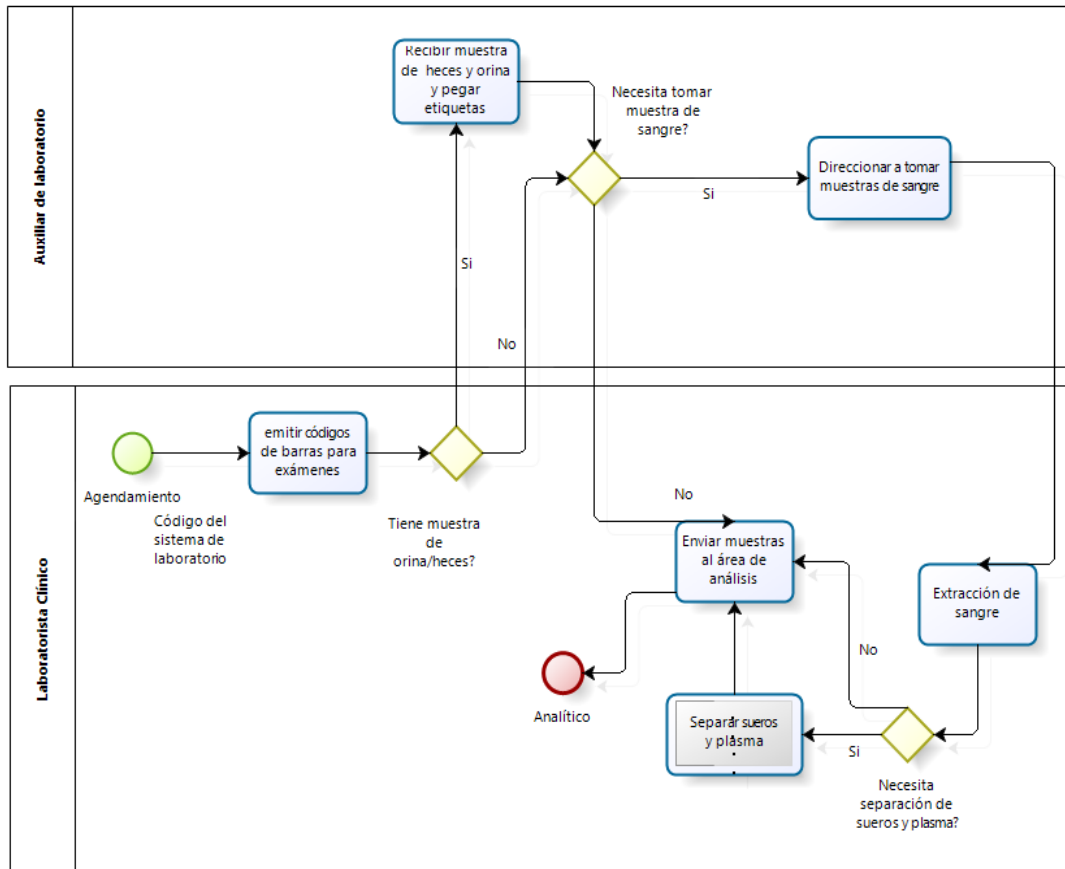 Auxiliar de laboratorio
Recibir muestra
de heces y orina
y pegar
etiquetas
Necesita tomar
muestra de
sangre?
Si
Direccionar a tomar
muestras de sangre
Si
No
Laboratorista Clínico
Agendamiento
Código del
sistema de
laboratorio
emitir códigos
de barras para
exámenes
Tiene muestra
de
orina/heces?
No
Enviar muestras
al área de
análisis
Extracción de
sangre
No
Analítico
Separar sueros
y plasma
Si
Necesita
separación de
sueros y plasma?